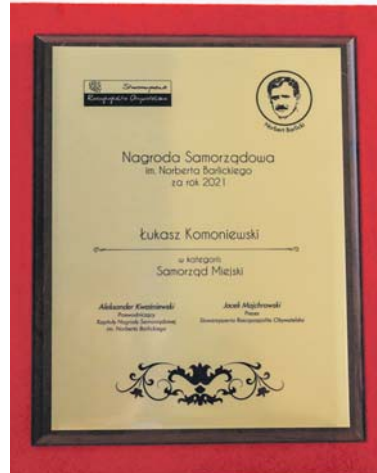 Stowarzyszenie
Rzeczpospolita Obywatelska
Norbert Barlicki
Nagroda Samorządowa
im. Norberta Barlickiego
za rok 2021
Łukasz Komoniewski
w kategorii
Samorząd Miejski
Aleksander Kwaśniewski
Przewodniczący
Kapituły Nagrody Samorządowej
im. Norberta Barlickiego
Jacek Majchrowski
Prezes
Stowarzyszenia Rzeczpospolita Obywatelska